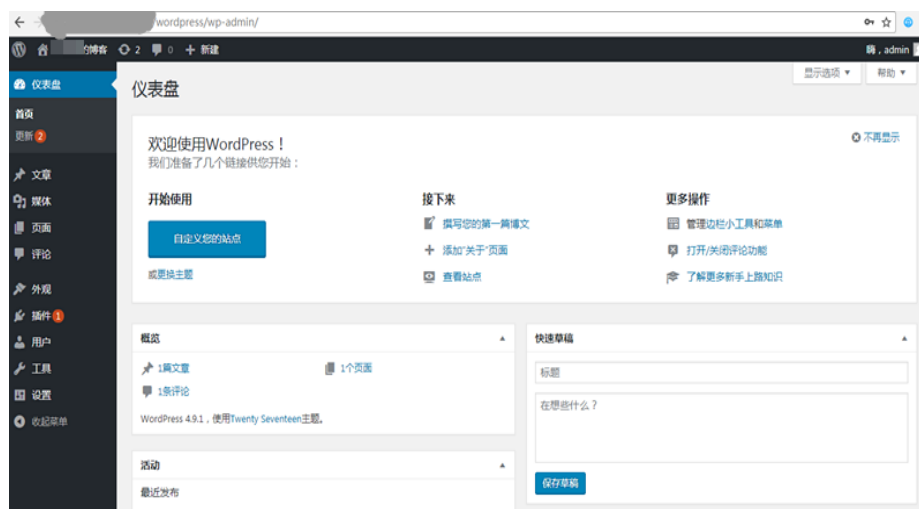 /wordpress/wp-admin/
的博客 2 0 + 新建 嗨，admin
仪表盘
首页
更新 2
文章
媒体
页面
评论
外观
插件 1
用户
工具
设置
收起菜单
显示选项 ▼ 帮助 ▼
仪表盘
欢迎使用WordPress！
不再显示
我们准备了几个链接供您开始：
开始使用
自定义您的站点
或更换主题
接下来
撰写您的第一篇博文
添加“关于”页面
查看站点
更多操作
管理边栏小工具和菜单
打开/关闭评论功能
了解更多新手上路知识
概览
1篇文章 1个页面
1条评论
WordPress 4.9.1，使用Twenty Seventeen主题。
活动
最近发布
快速草稿
标题
在想些什么？
保存草稿